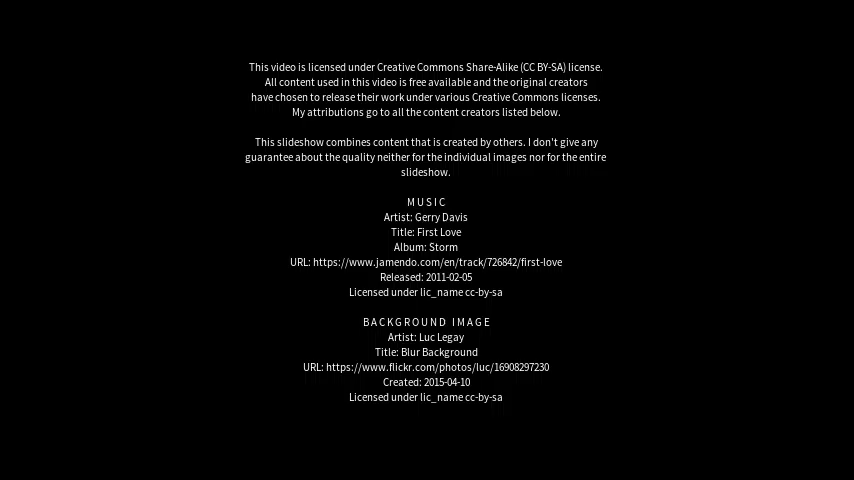 This video is licensed under Creative Commons Share-Alike (CC BY-SA) license.
All content used in this video is free available and the original creators
have chosen to release their work under various Creative Commons licenses.
My attributions go to all the content creators listed below.
This slideshow combines content that is created by others. I don't give any
guarantee about the quality neither for the individual images nor for the entire
slideshow.
MUSIC
Artist: Gerry Davis
Title: First Love
Album: Storm
URL: https://www.jamendo.com/en/track/726842/first-love
Released: 2011-02-05
Licensed under lic_name cc-by-sa
BACKGROUND IMAGE
Artist: Luc Legay
Title: Blur Background
URL: https://www.flickr.com/photos/luc/16908297230
Created: 2015-04-10
Licensed under lic_name cc-by-sa